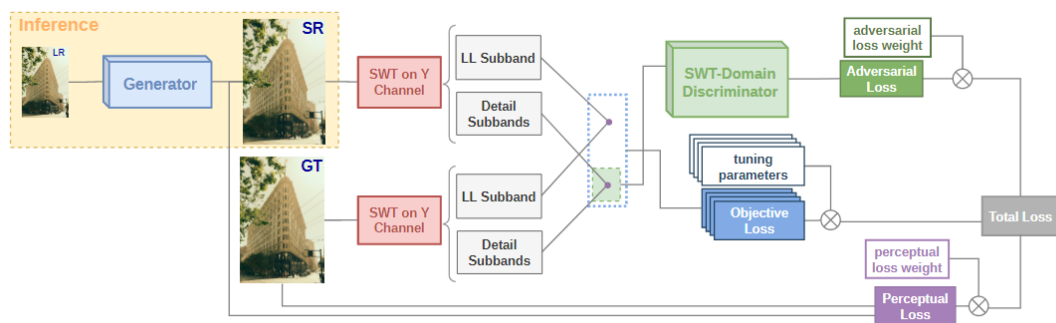 Inference
LR
Generator
SR
SWT on Y
Channel
LL Subband
Detail
Subbands
SWT-Domain
Discriminator
adversarial
loss weight
Adversarial
Loss
GT
SWT on Y
Channel
LL Subband
Detail
Subbands
tuning
parameters
Objective
Loss
Total Loss
perceptual
loss weight
Perceptual
Loss